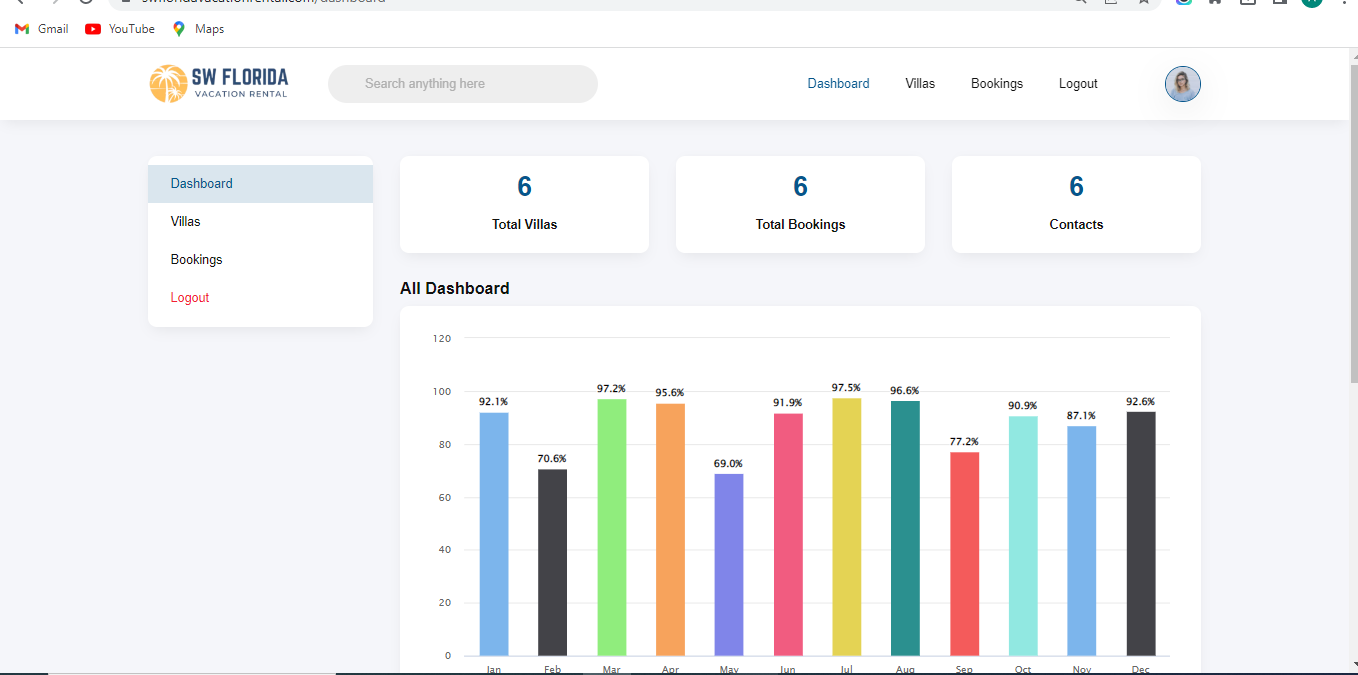 swfloridavacationrental.com/dashboard
Gmail YouTube Maps
SW FLORIDA
VACATION RENTAL
Search anything here
Dashboard Villas Bookings Logout
Dashboard
Villas
Bookings
Logout
6
Total Villas
6
Total Bookings
6
Contacts
All Dashboard
120
100
80
60
40
20
0
92.1%
70.6%
97.2%
95.6%
69.0%
91.9%
97.5%
96.6%
77.2%
90.9%
87.1%
92.6%
Jan Feb Mar Apr May Jun Jul Aug Sep Oct Nov Dec